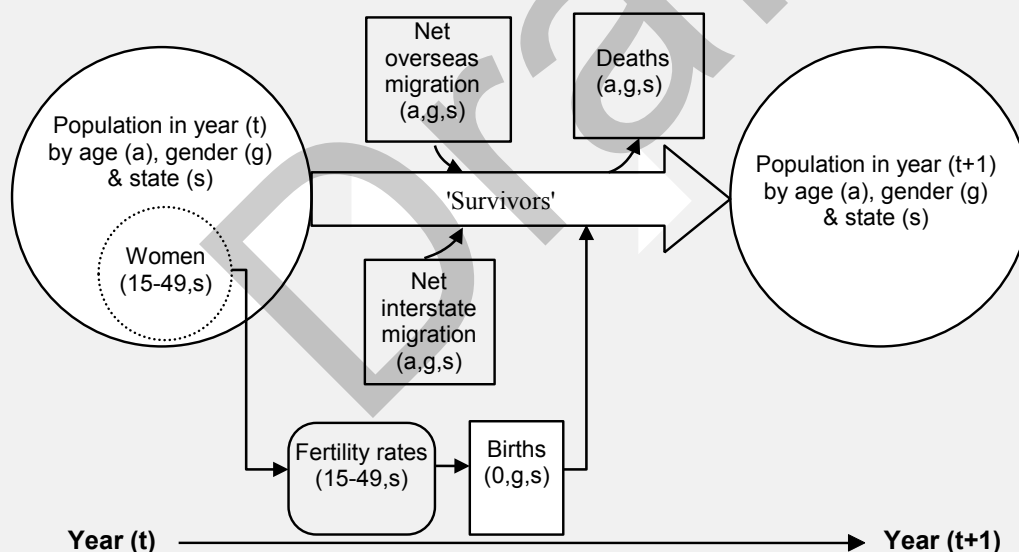 Net
overseas
migration
(a,g,s)
Deaths
(a,g,s)
Population in year (t)
by age (a), gender (g)
& state (s)
'Survivors'
Population in year (t+1)
by age (a), gender (g)
& state (s)
Women
(15-49,s)
Net
interstate
migration
(a,g,s)
Fertility rates
(15-49,s)
Births
(0,g,s)
Year (t)
Year (t+1)